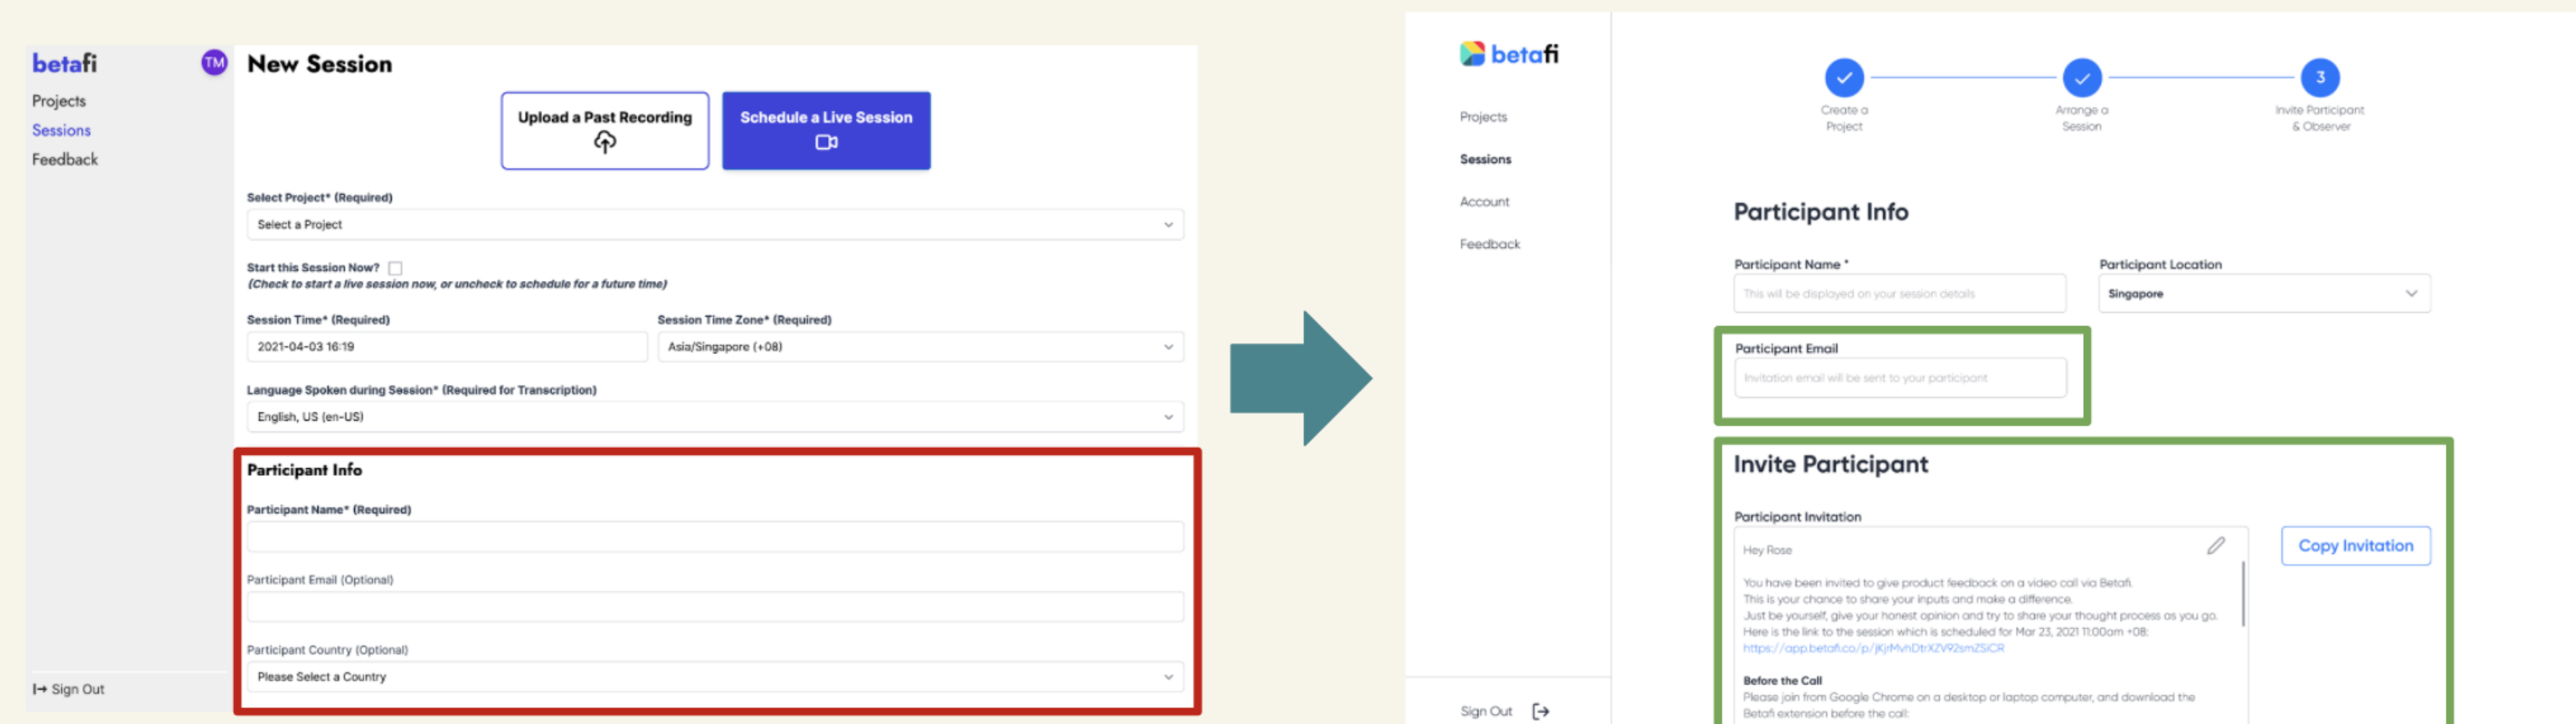 betafi
TM
Projects
Sessions
Feedback
Sign Out
New Session
Upload a Past Recording
Schedule a Live Session
Select Project* (Required)
Select a Project
Start this Session Now?
(Check to start a live session now, or uncheck to schedule for a future time)
Session Time* (Required)
Session Time Zone* (Required)
2021-04-03 16:19
Asia/Singapore (+08)
Language Spoken during Session* (Required for Transcription)
English, US (en-US)
Participant Info
Participant Name* (Required)
Participant Email (Optional)
Participant Country (Optional)
Please Select a Country
betafi
Projects
Sessions
Account
Feedback
Sign Out
Create a
Project
Arrange a
Session
3
Invite Participant
& Observer
Participant Info
Participant Name *
This will be displayed on your session details
Participant Location
Singapore
Participant Email
Invitation email will be sent to your participant
Invite Participant
Participant Invitation
Copy Invitation
Hey Rose
You have been invited to give product feedback on a video call via Betafi.
This is your chance to share your inputs and make a difference.
Just be yourself, give your honest opinion and try to share your thought process as you go.
Here is the link to the session which is scheduled for Mar 23, 2021 11:00am +08:
https://app.betafi.co/p/jKjrMvhDtrXZV92smZSiCR
Before the Call
Please join from Google Chrome on a desktop or laptop computer, and download the
Betafi extension before the call: